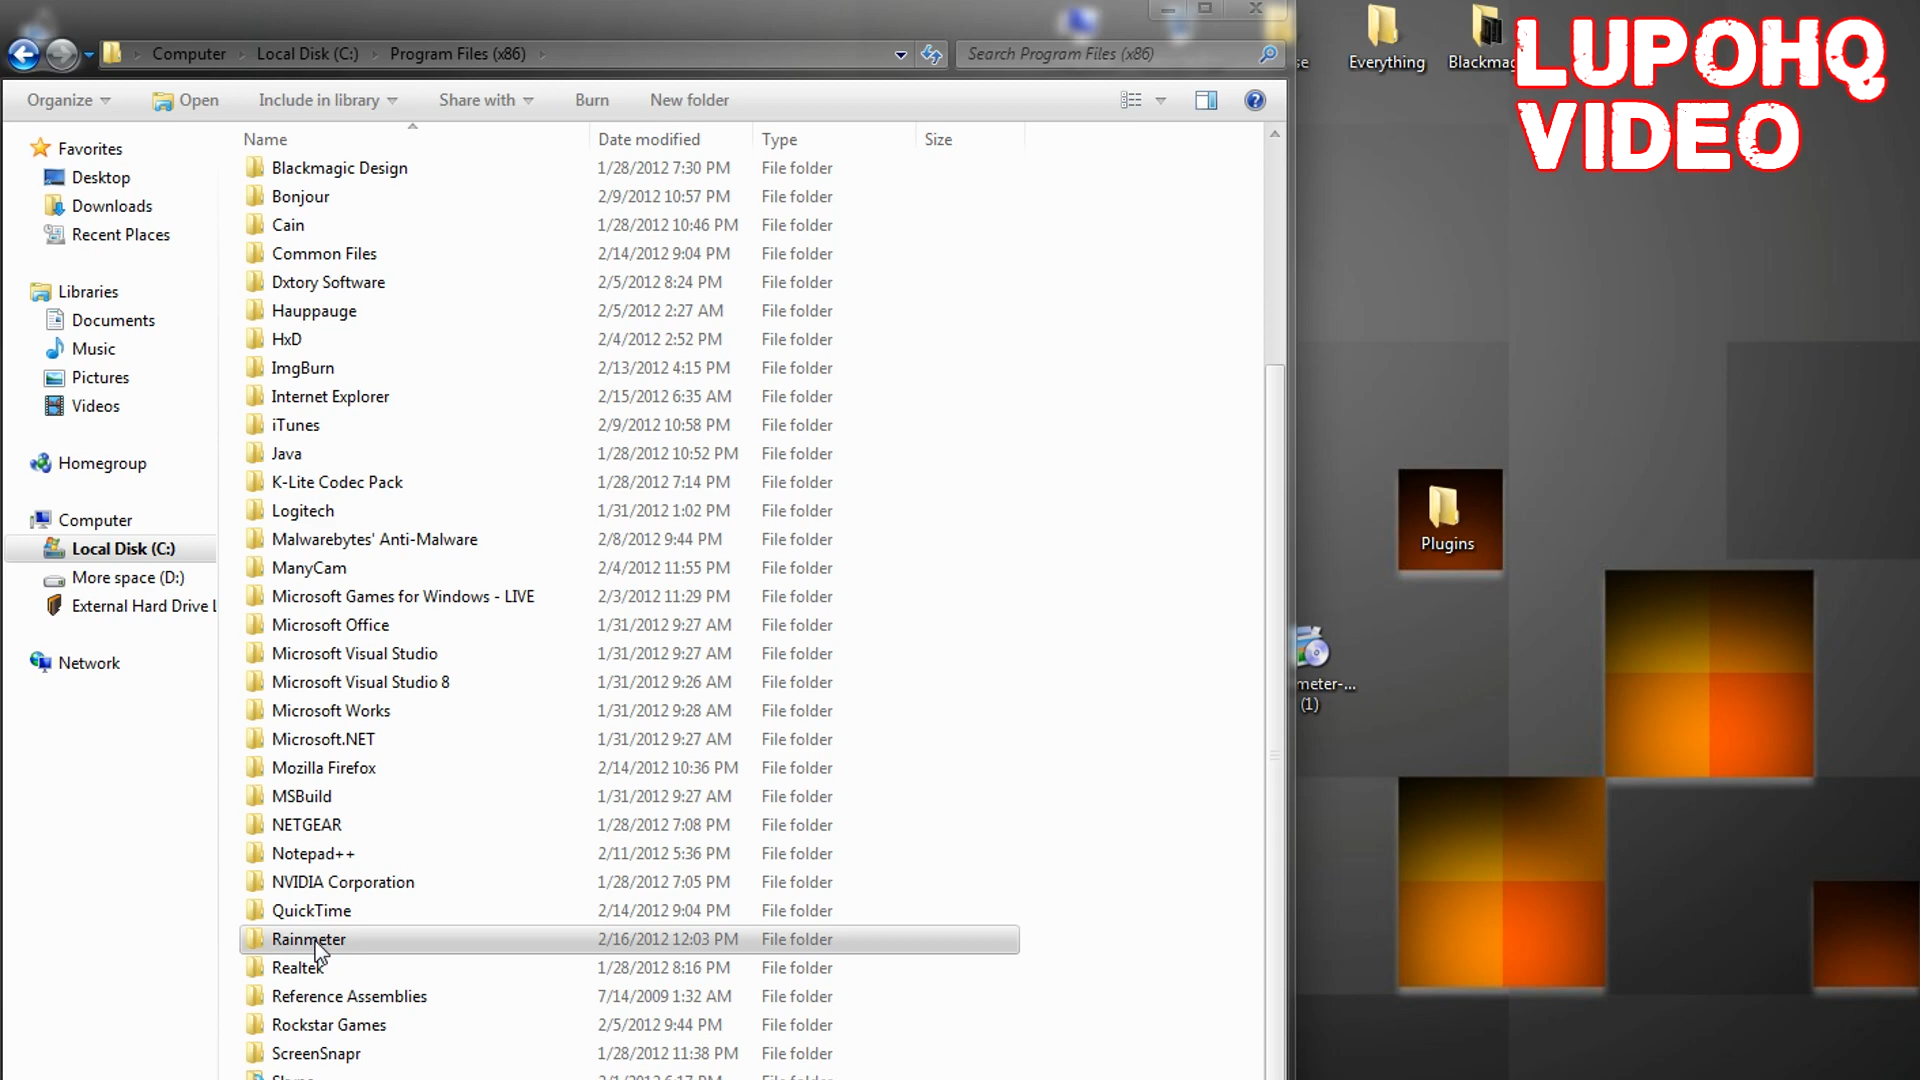 Computer Local Disk (C:) Program Files (x86)
Search Program Files (x86)
Organize Open Include in library Share with Burn New folder
Name Date modified Type Size
Favorites
Desktop
Downloads
Recent Places
Libraries
Documents
Music
Pictures
Videos
Homegroup
Computer
Local Disk (C:)
More space (D:)
External Hard Drive
Network
Blackmagic Design 1/28/2012 7:30 PM File folder
Bonjour 2/9/2012 10:57 PM File folder
Cain 1/28/2012 10:46 PM File folder
Common Files 2/14/2012 9:04 PM File folder
Dxtory Software 2/5/2012 8:24 PM File folder
Hauppauge 2/5/2012 2:27 AM File folder
HxD 2/4/2012 2:52 PM File folder
ImgBurn 2/13/2012 4:15 PM File folder
Internet Explorer 2/15/2012 6:35 AM File folder
iTunes 2/9/2012 10:58 PM File folder
Java 1/28/2012 10:52 PM File folder
K-Lite Codec Pack 1/28/2012 7:14 PM File folder
Logitech 1/31/2012 1:02 PM File folder
Malwarebytes' Anti-Malware 2/8/2012 9:44 PM File folder
ManyCam 2/4/2012 11:55 PM File folder
Microsoft Games for Windows - LIVE 2/3/2012 11:29 PM File folder
Microsoft Office 1/31/2012 9:27 AM File folder
Microsoft Visual Studio 1/31/2012 9:27 AM File folder
Microsoft Visual Studio 8 1/31/2012 9:26 AM File folder
Microsoft Works 1/31/2012 9:28 AM File folder
Microsoft.NET 1/31/2012 9:27 AM File folder
Mozilla Firefox 2/14/2012 10:36 PM File folder
MSBuild 1/31/2012 9:27 AM File folder
NETGEAR 1/28/2012 7:08 PM File folder
Notepad++ 2/11/2012 5:36 PM File folder
NVIDIA Corporation 1/28/2012 7:05 PM File folder
QuickTime 2/14/2012 9:04 PM File folder
Rainmeter 2/16/2012 12:03 PM File folder
Realtek 1/28/2012 8:16 PM File folder
Reference Assemblies 7/14/2009 1:32 AM File folder
Rockstar Games 2/5/2012 9:44 PM File folder
ScreenSnapr 1/28/2012 11:38 PM File folder
Everything
Blackmag
LUPOHQ
VIDEO
Plugins
meter-...
(1)